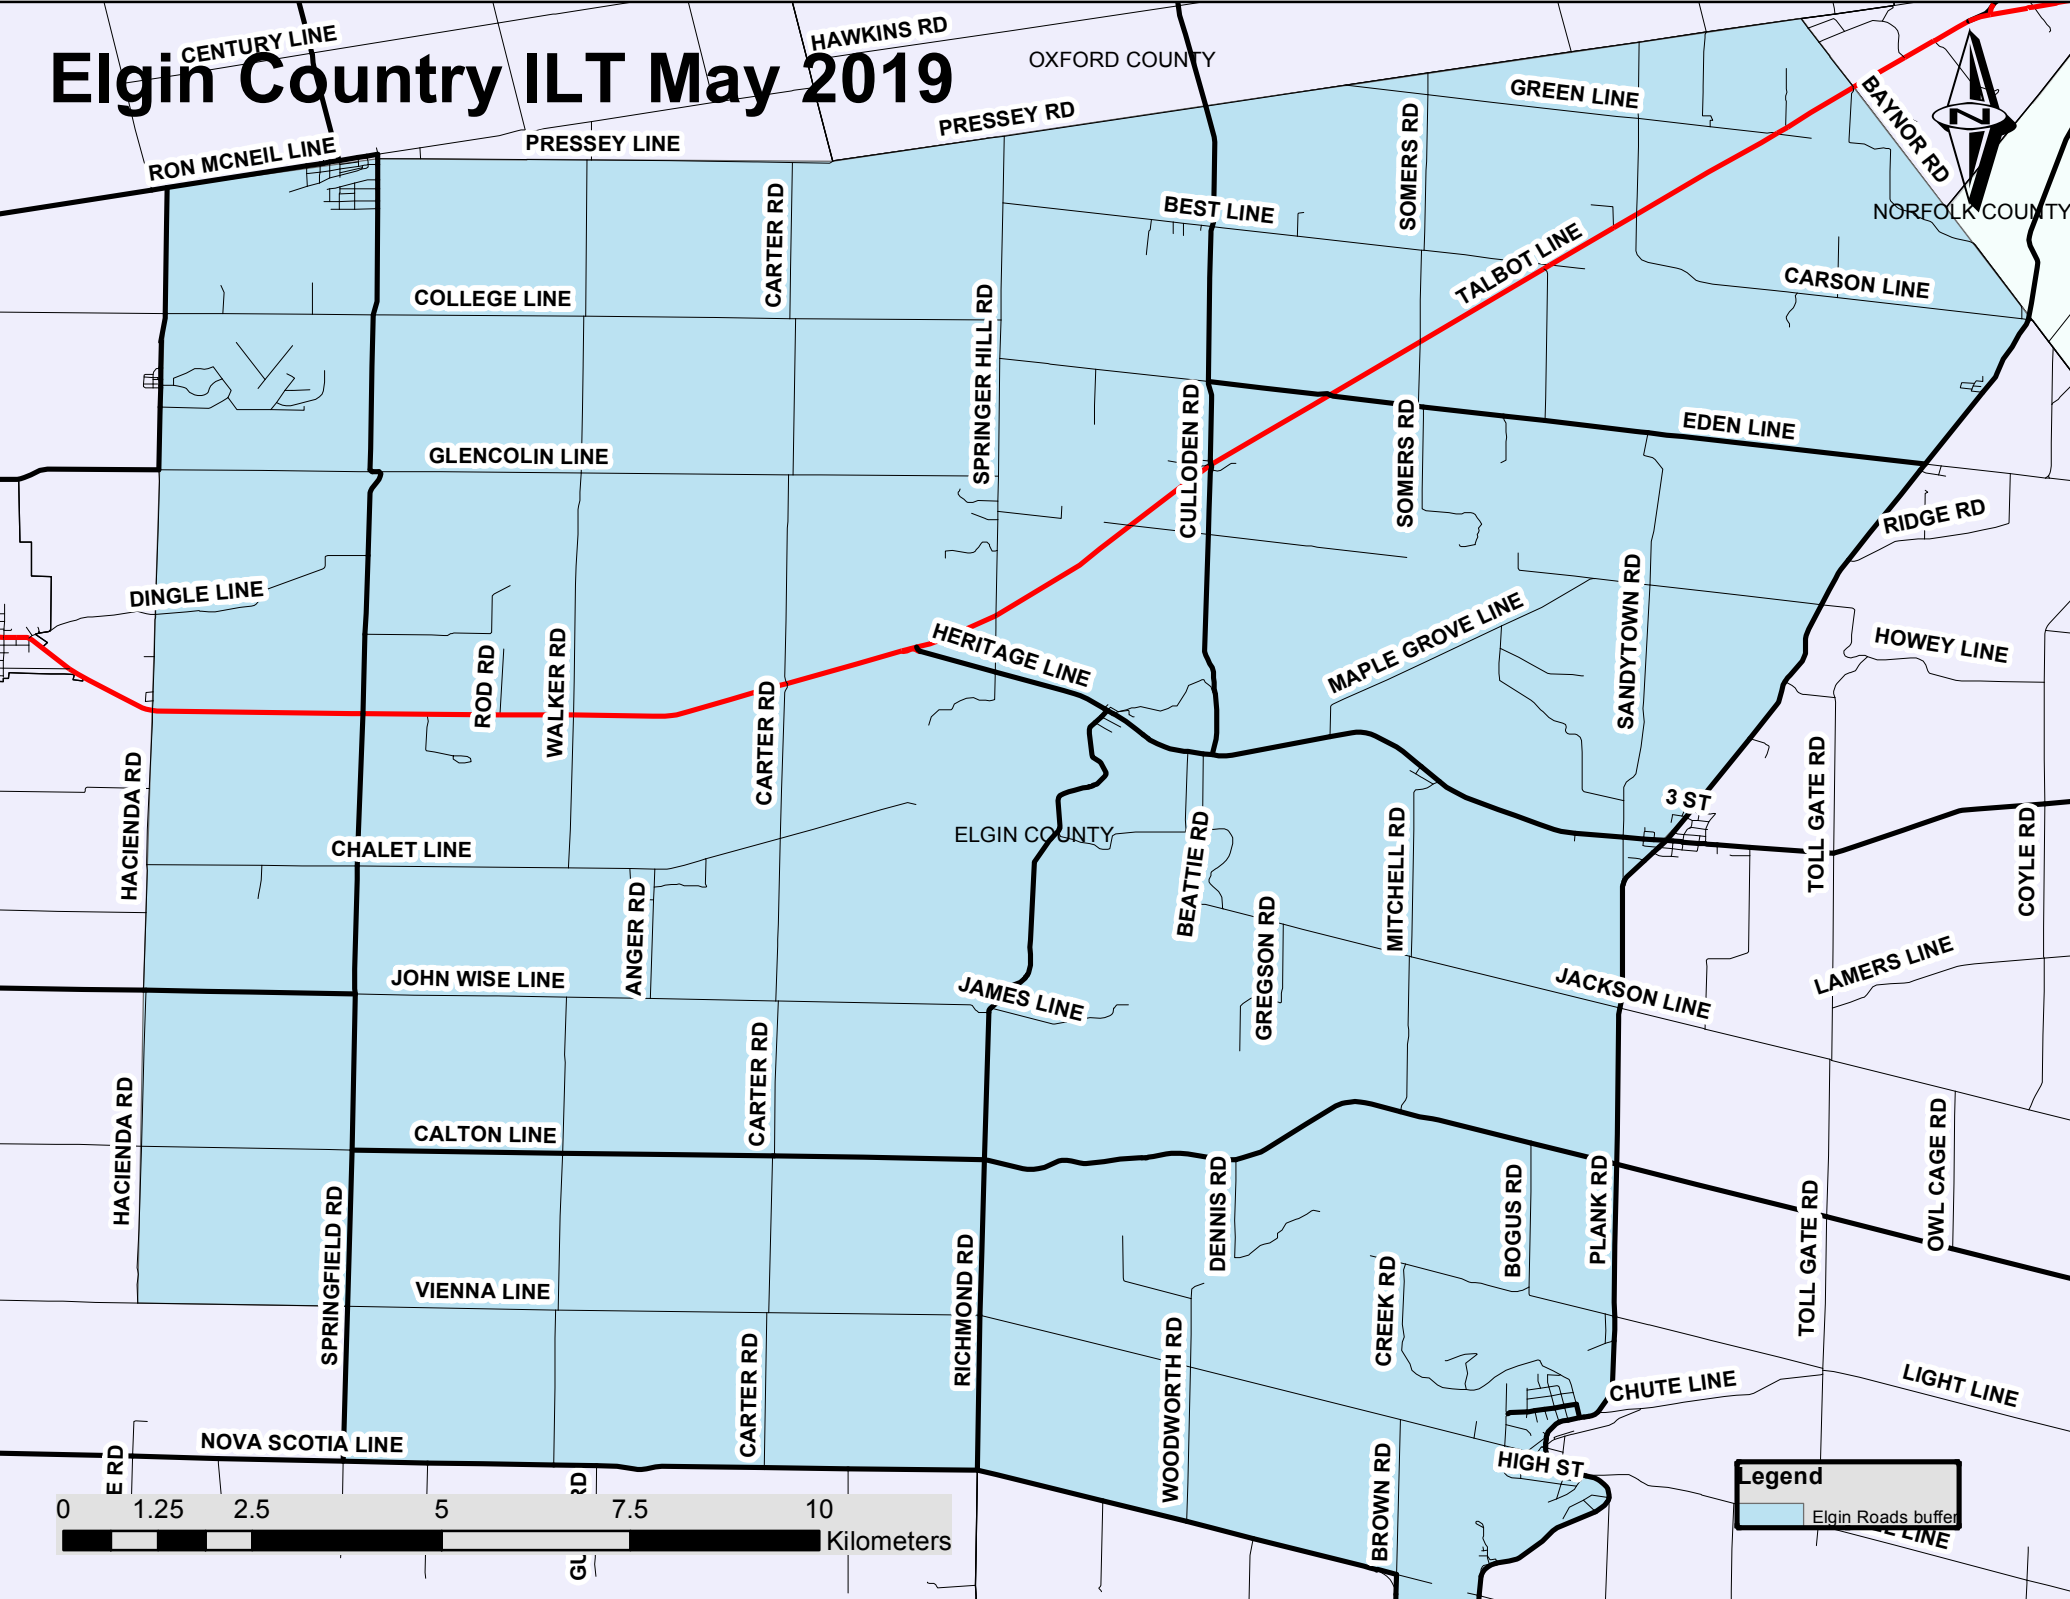 CENTURY LINE
HAWKINS RD
Elgin Country ILT May 2019
OXFORD COUNTY
PRESSEY RD
PRESSEY LINE
RON MCNEIL LINE
GREEN LINE
BAYNOR RD
N
NORFOLK COUNTY
SOMERS RD
CARTER RD
BEST LINE
TALBOT LINE
CARSON LINE
COLLEGE LINE
SPRINGER HILL RD
CULLODEN RD
SOMERS RD
EDEN LINE
GLENCOLIN LINE
RIDGE RD
DINGLE LINE
HERITAGE LINE
MAPLE GROVE LINE
SANDYTOWN RD
HOWEY LINE
ROD RD
WALKER RD
CARTER RD
HACIENDA RD
TOLL GATE RD
3 ST
ELGIN COUNTY
BEATTIE RD
MITCHELL RD
COYLE RD
CHALET LINE
ANGER RD
GREGSON RD
JOHN WISE LINE
JAMES LINE
JACKSON LINE
LAMERS LINE
CARTER RD
HACIENDA RD
CALTON LINE
OWL CAGE RD
DENNIS RD
BOGUS RD
PLANK RD
TOLL GATE RD
SPRINGFIELD RD
VIENNA LINE
RICHMOND RD
CREEK RD
WOODWORTH RD
CARTER RD
CHUTE LINE
LIGHT LINE
NOVA SCOTIA LINE
HIGH ST
BROWN RD
E RD
RD
GU
Legend
Elgin Roads buffer
LINE
0 1.25 2.5 5 7.5 10
Kilometers